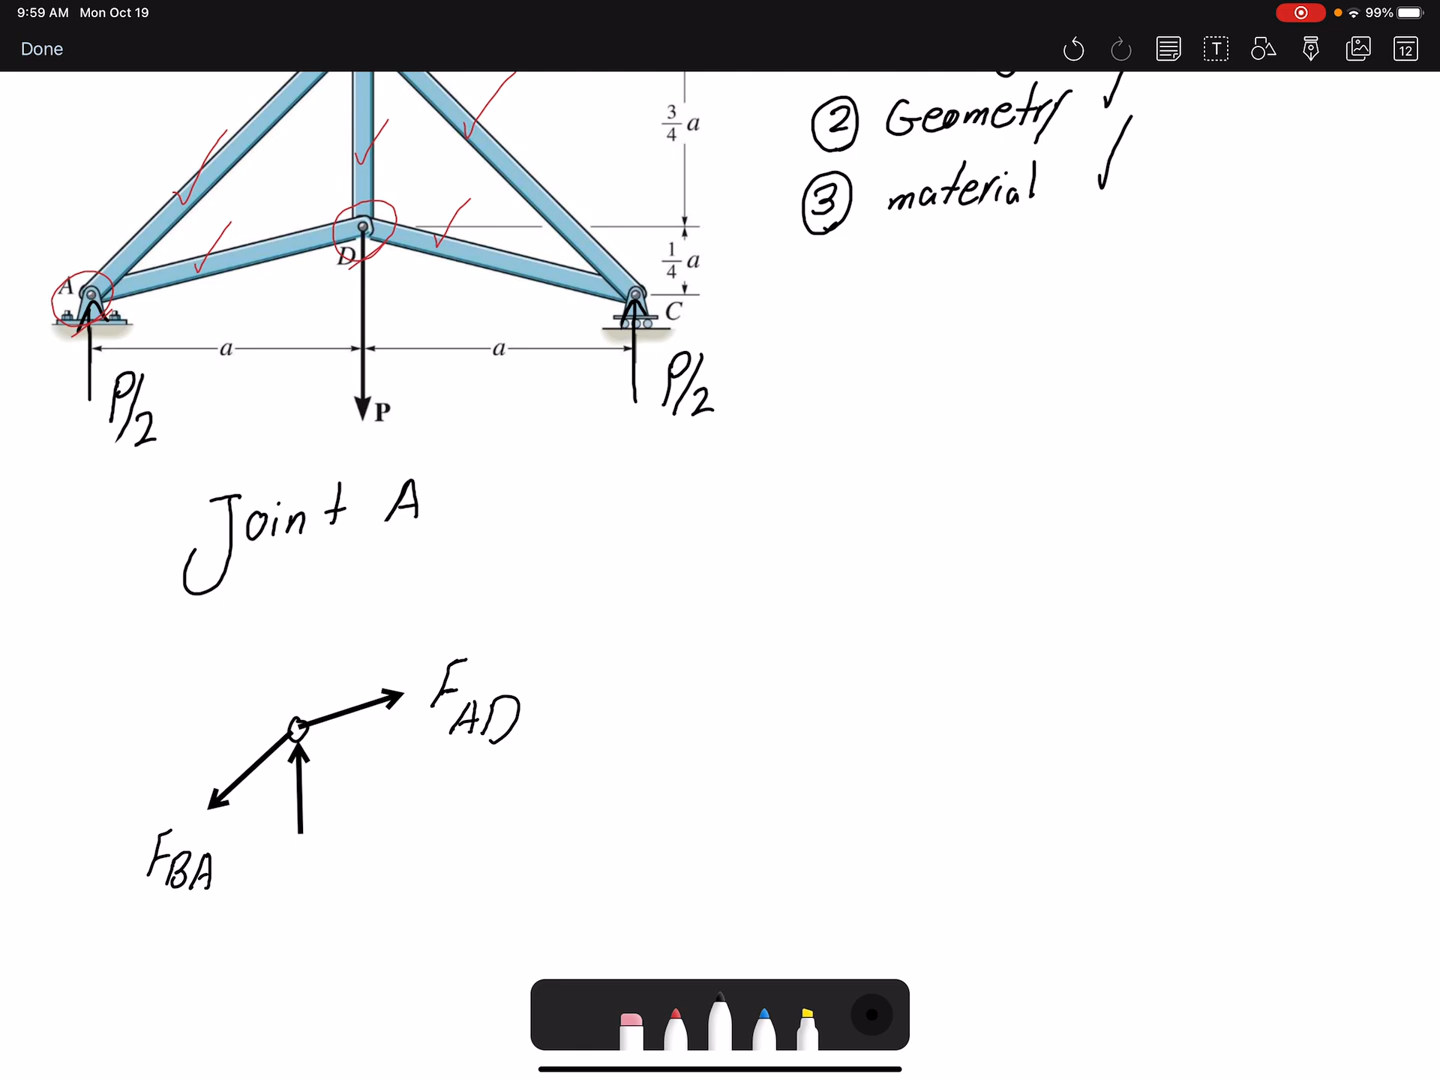 9:59 AM Mon Oct 19
99%
Done
T
12
3/4 a
② Geometry ✓
③ material ✓
D
1/4 a
A
C
a
a
P/2
P
P/2
Joint A
F_AD
F_BA